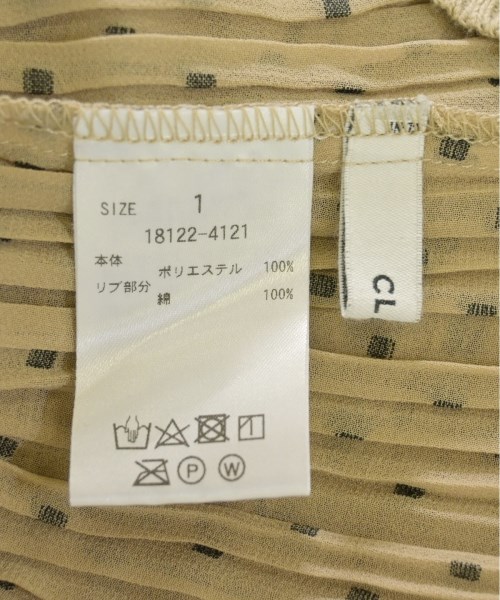 SIZE 1
18122-4121
本体 ポリエステル 100%
リブ部分 綿 100%
P W
CL